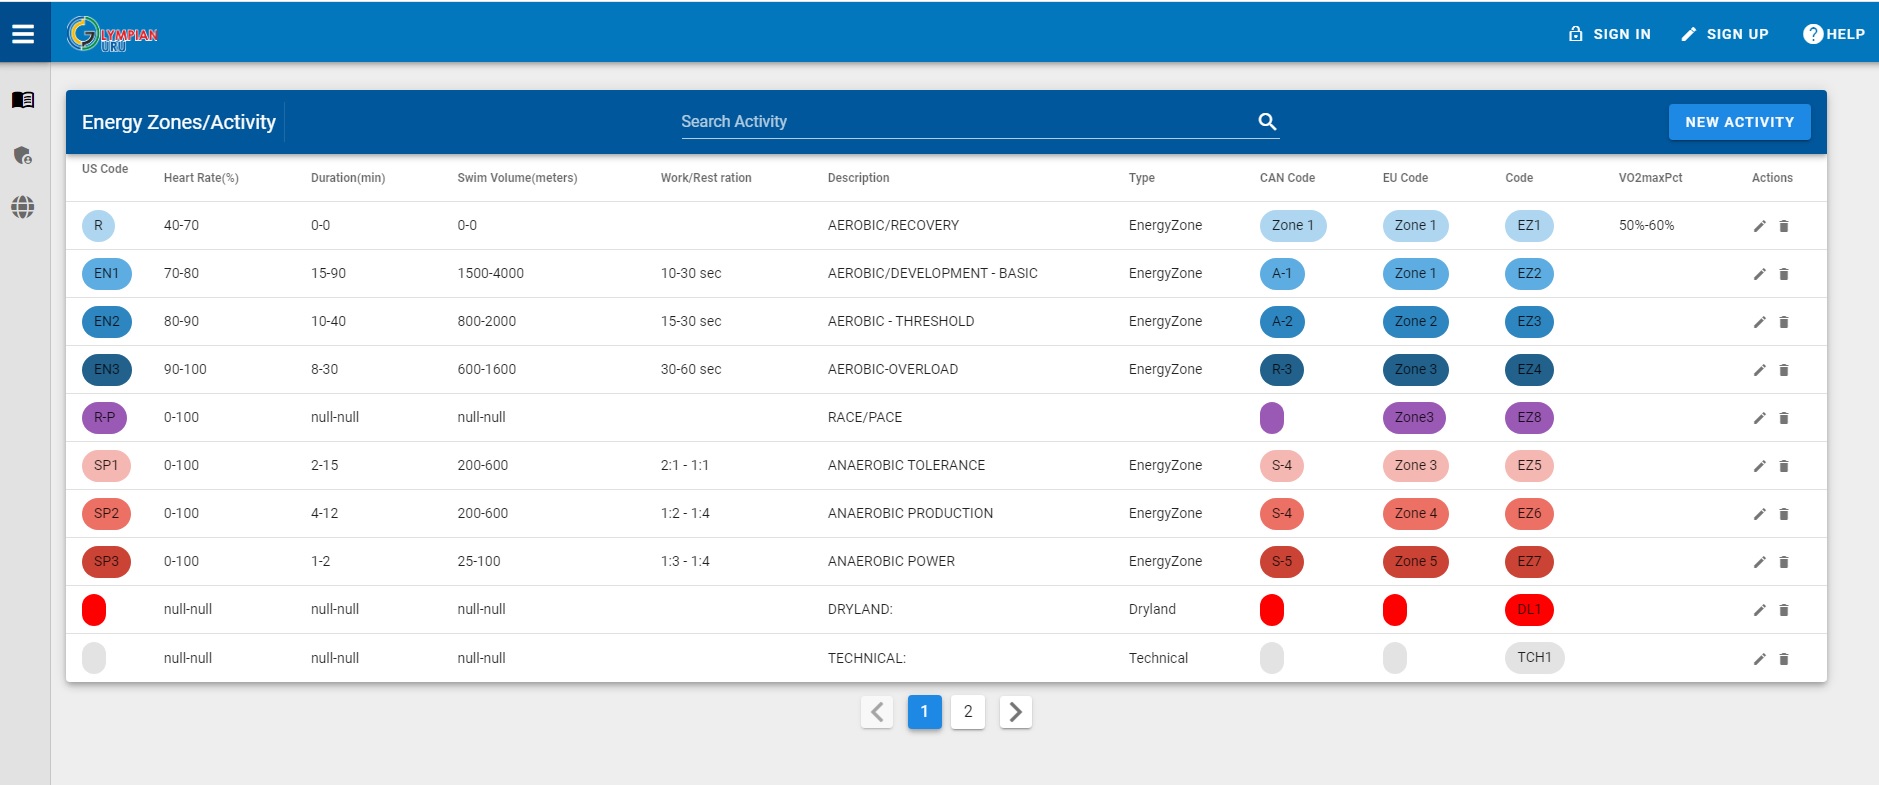 LYMPIAN
URU
SIGN IN SIGN UP ? HELP
Energy Zones/Activity Search Activity NEW ACTIVITY
US Code Heart Rate(%) Duration(min) Swim Volume(meters) Work/Rest ration Description Type CAN Code EU Code Code VO2maxPct Actions
R 40-70 0-0 0-0 AEROBIC/RECOVERY EnergyZone Zone 1 Zone 1 EZ1 50%-60%
EN1 70-80 15-90 1500-4000 10-30 sec AEROBIC/DEVELOPMENT - BASIC EnergyZone A-1 Zone 1 EZ2
EN2 80-90 10-40 800-2000 15-30 sec AEROBIC - THRESHOLD EnergyZone A-2 Zone 2 EZ3
EN3 90-100 8-30 600-1600 30-60 sec AEROBIC-OVERLOAD EnergyZone R-3 Zone 3 EZ4
R-P 0-100 null-null null-null RACE/PACE Zone3 EZ8
SP1 0-100 2-15 200-600 2:1 - 1:1 ANAEROBIC TOLERANCE EnergyZone S-4 Zone 3 EZ5
SP2 0-100 4-12 200-600 1:2 - 1:4 ANAEROBIC PRODUCTION EnergyZone S-4 Zone 4 EZ6
SP3 0-100 1-2 25-100 1:3 - 1:4 ANAEROBIC POWER EnergyZone S-5 Zone 5 EZ7
null-null null-null null-null DRYLAND: Dryland DL1
null-null null-null null-null TECHNICAL: Technical TCH1
1 2